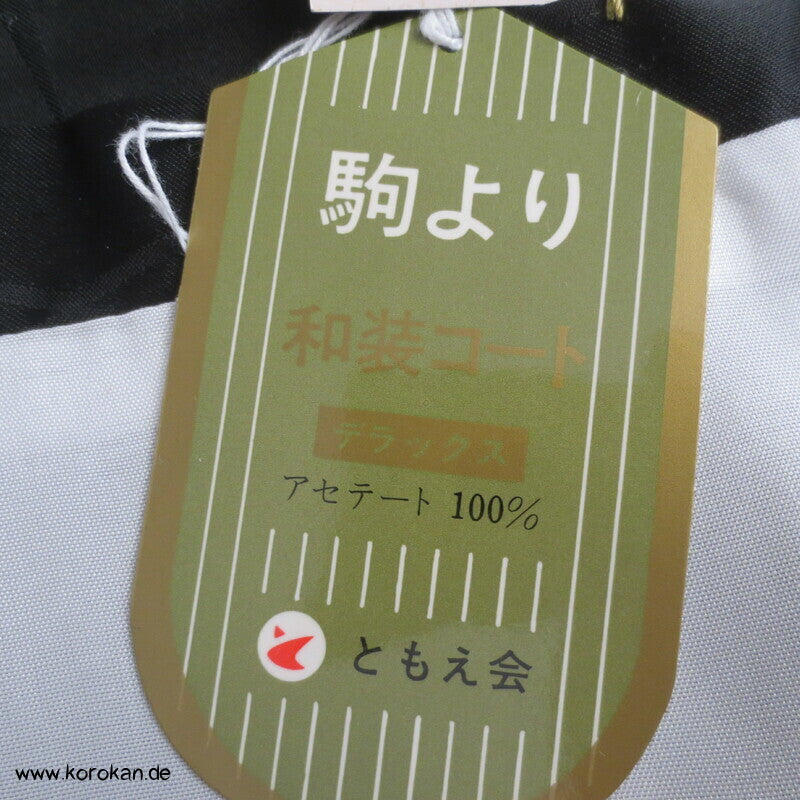 駒より
和装コート
デラックス
アセテート 100%
ともえ会
www.korokan.de